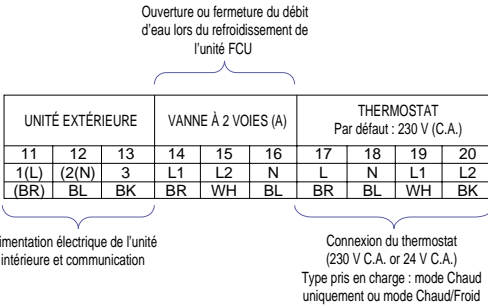 Ouverture ou fermeture du débit
d'eau lors du refroidissement de
l'unité FCU
UNITÉ EXTÉRIEURE VANNE À 2 VOIES (A) THERMOSTAT
Par défaut : 230 V (C.A.)
11 12 13 14 15 16 17 18 19 20
1(L) (2(N) 3 L1 L2 N L N L1 L2
(BR) BL BK BR WH BL BR BL WH BK
électrique de l'unité
intérieure et communication
Connexion du thermostat
(230 V C.A. or 24 V C.A.)
Type pris en charge : mode Chaud
uniquement ou mode Chaud/Froid